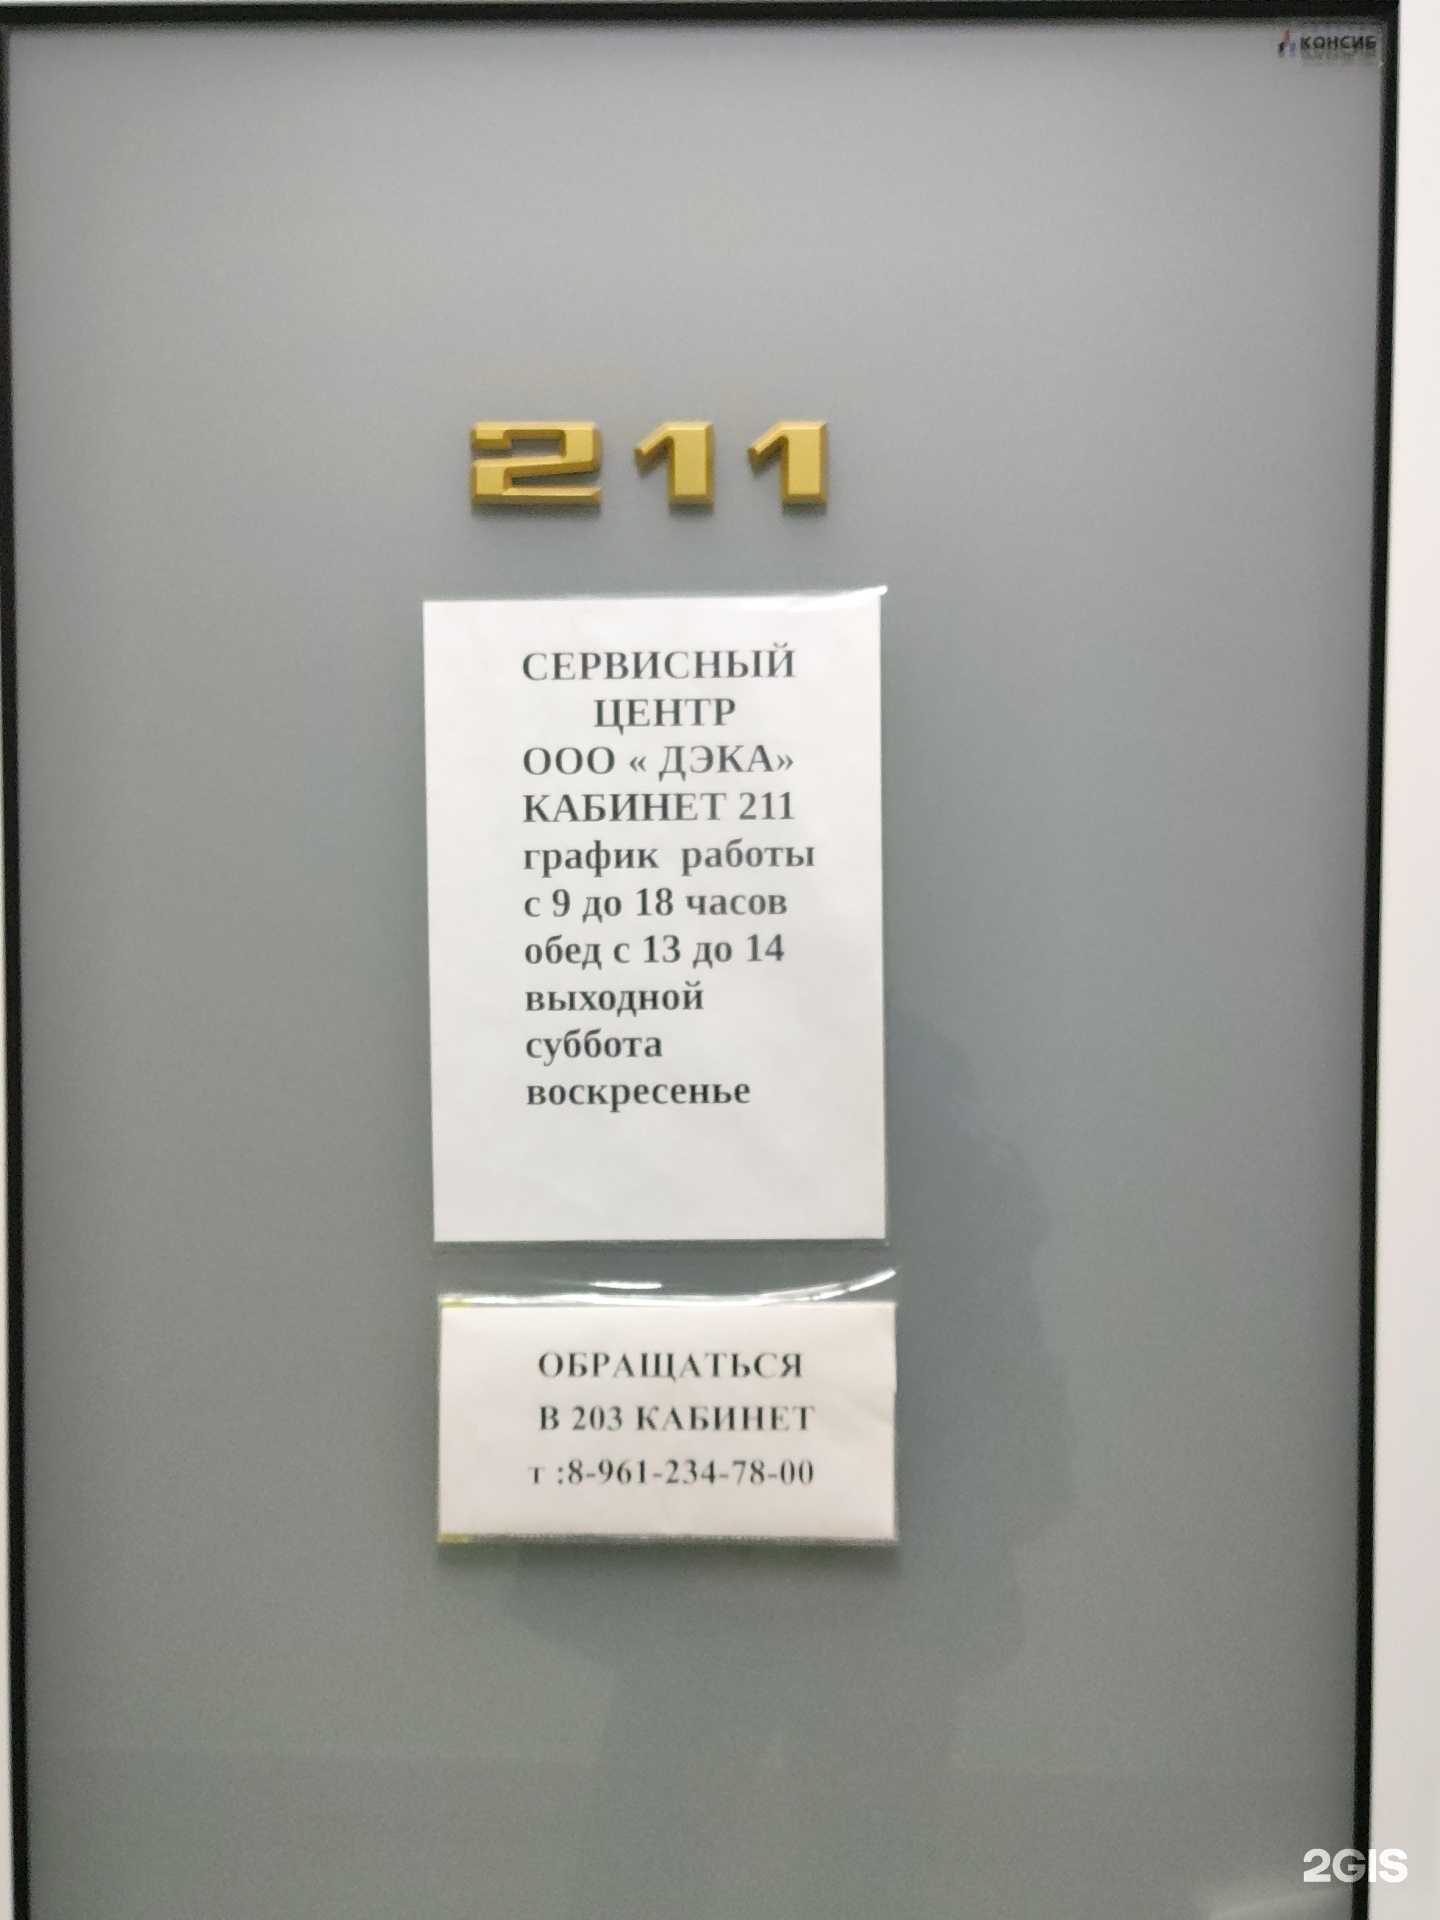 КОНСИБ
211
СЕРВИСНЫЙ
ЦЕНТР
ООО « ДЭКА»
КАБИНЕТ 211
график работы
с 9 до 18 часов
обед с 13 до 14
выходной
суббота
воскресенье
ОБРАЩАТЬСЯ
В 203 КАБИНЕТ
т :8-961-234-78-00
2GIS